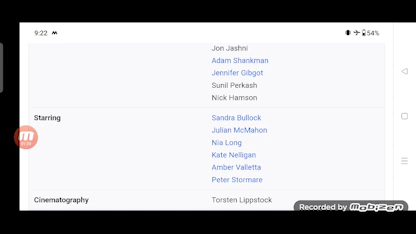 9:22
54%
Jon Jashni
Adam Shankman
Jennifer Gibgot
Sunil Perkash
Nick Hamson
Starring
Sandra Bullock
Julian McMahon
Nia Long
Kate Nelligan
Amber Valletta
Peter Stormare
Cinematography
Torsten Lippstock
Recorded by Mobizen